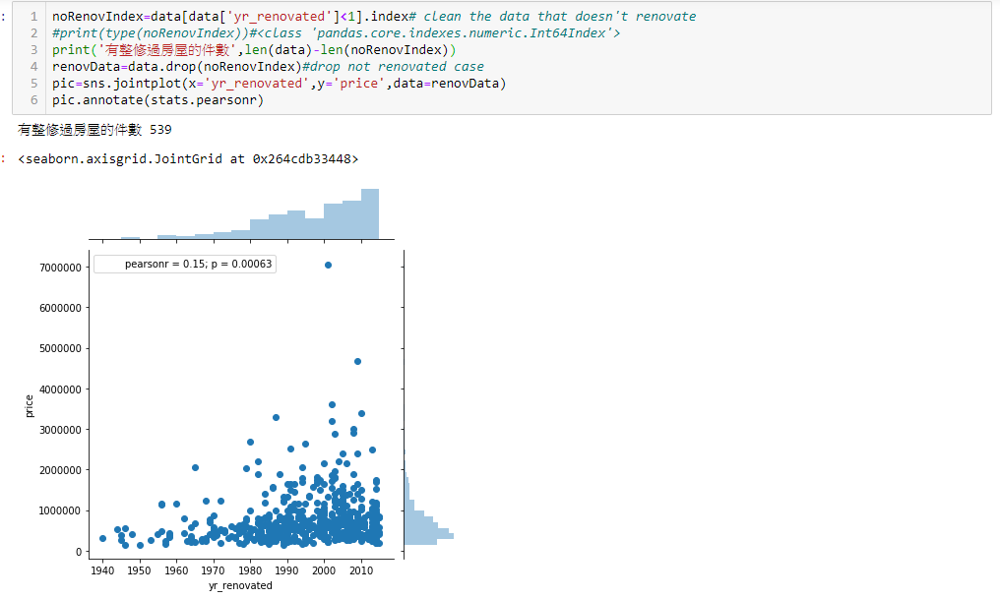 : 1 noRenovIndex=data[data['yr_renovated']<1].index# clean the data that doesn't renovate
2 #print(type(noRenovIndex))#<class 'pandas.core.indexes.numeric.Int64Index'>
3 print('有整修過房屋的件數',len(data)-len(noRenovIndex))
4 renovData=data.drop(noRenovIndex)#drop not renovated case
5 pic=sns.jointplot(x='yr_renovated',y='price',data=renovData)
6 pic.annotate(stats.pearsonr)
有整修過房屋的件數 539
: <seaborn.axisgrid.JointGrid at 0x264cdb33448>
pearsonr = 0.15; p = 0.00063
7000000
6000000
5000000
4000000
price
3000000
2000000
1000000
0
1940 1950 1960 1970 1980 1990 2000 2010
yr_renovated